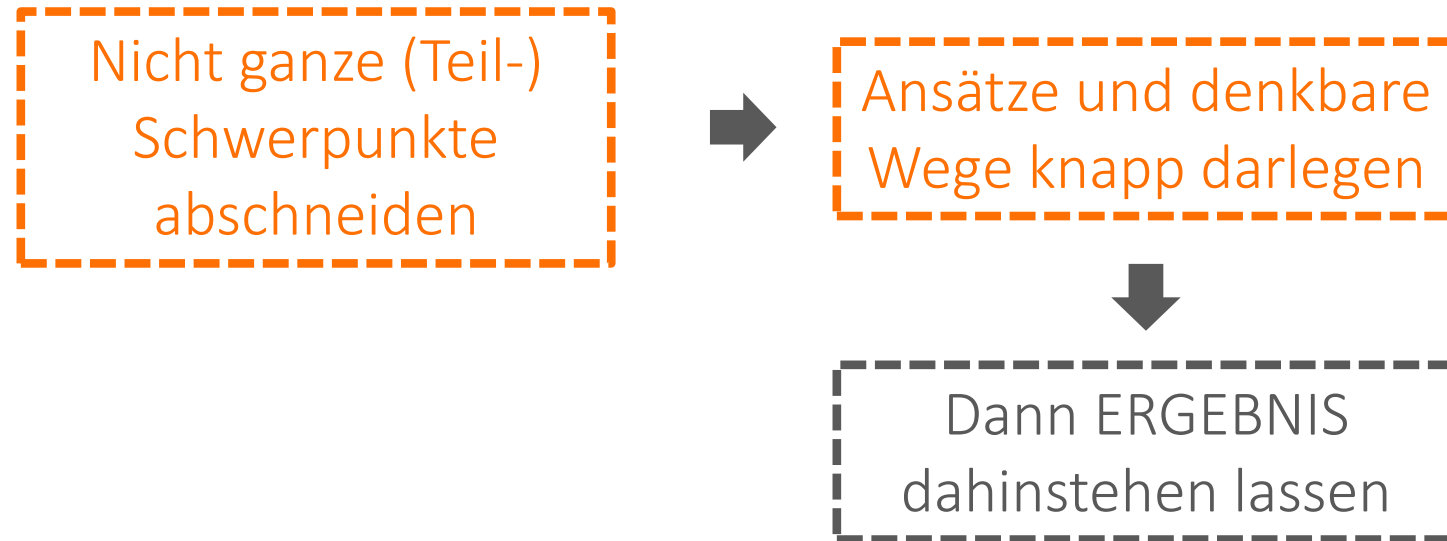 Nicht ganze (Teil-)
Schwerpunkte
abschneiden
Ansätze und denkbare
Wege knapp darlegen
Dann ERGEBNIS
dahinstehen lassen